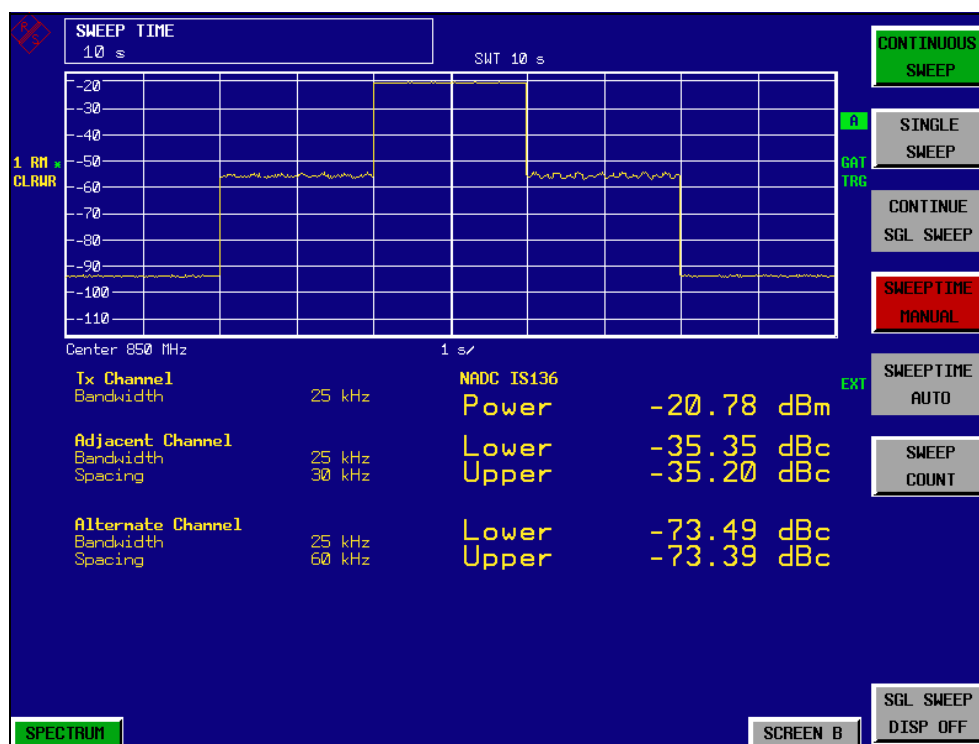 R
S
SWEEP TIME
10 s
SWT 10 s
-20
-30
-40
-50
-60
-70
-80
-90
-100
-110
1 RM *
CLRWR
A
GAT
TRG
EXT
Center 850 MHz
1 s/
Tx Channel
Bandwidth 25 kHz
NADC IS136
Power -20.78 dBm
Adjacent Channel
Bandwidth 25 kHz
Spacing 30 kHz
Lower -35.35 dBc
Upper -35.20 dBc
Alternate Channel
Bandwidth 25 kHz
Spacing 60 kHz
Lower -73.49 dBc
Upper -73.39 dBc
CONTINUOUS
SWEEP
SINGLE
SWEEP
CONTINUE
SGL SWEEP
SWEEPTIME
MANUAL
SWEEPTIME
AUTO
SWEEP
COUNT
SGL SWEEP
DISP OFF
SPECTRUM
SCREEN B